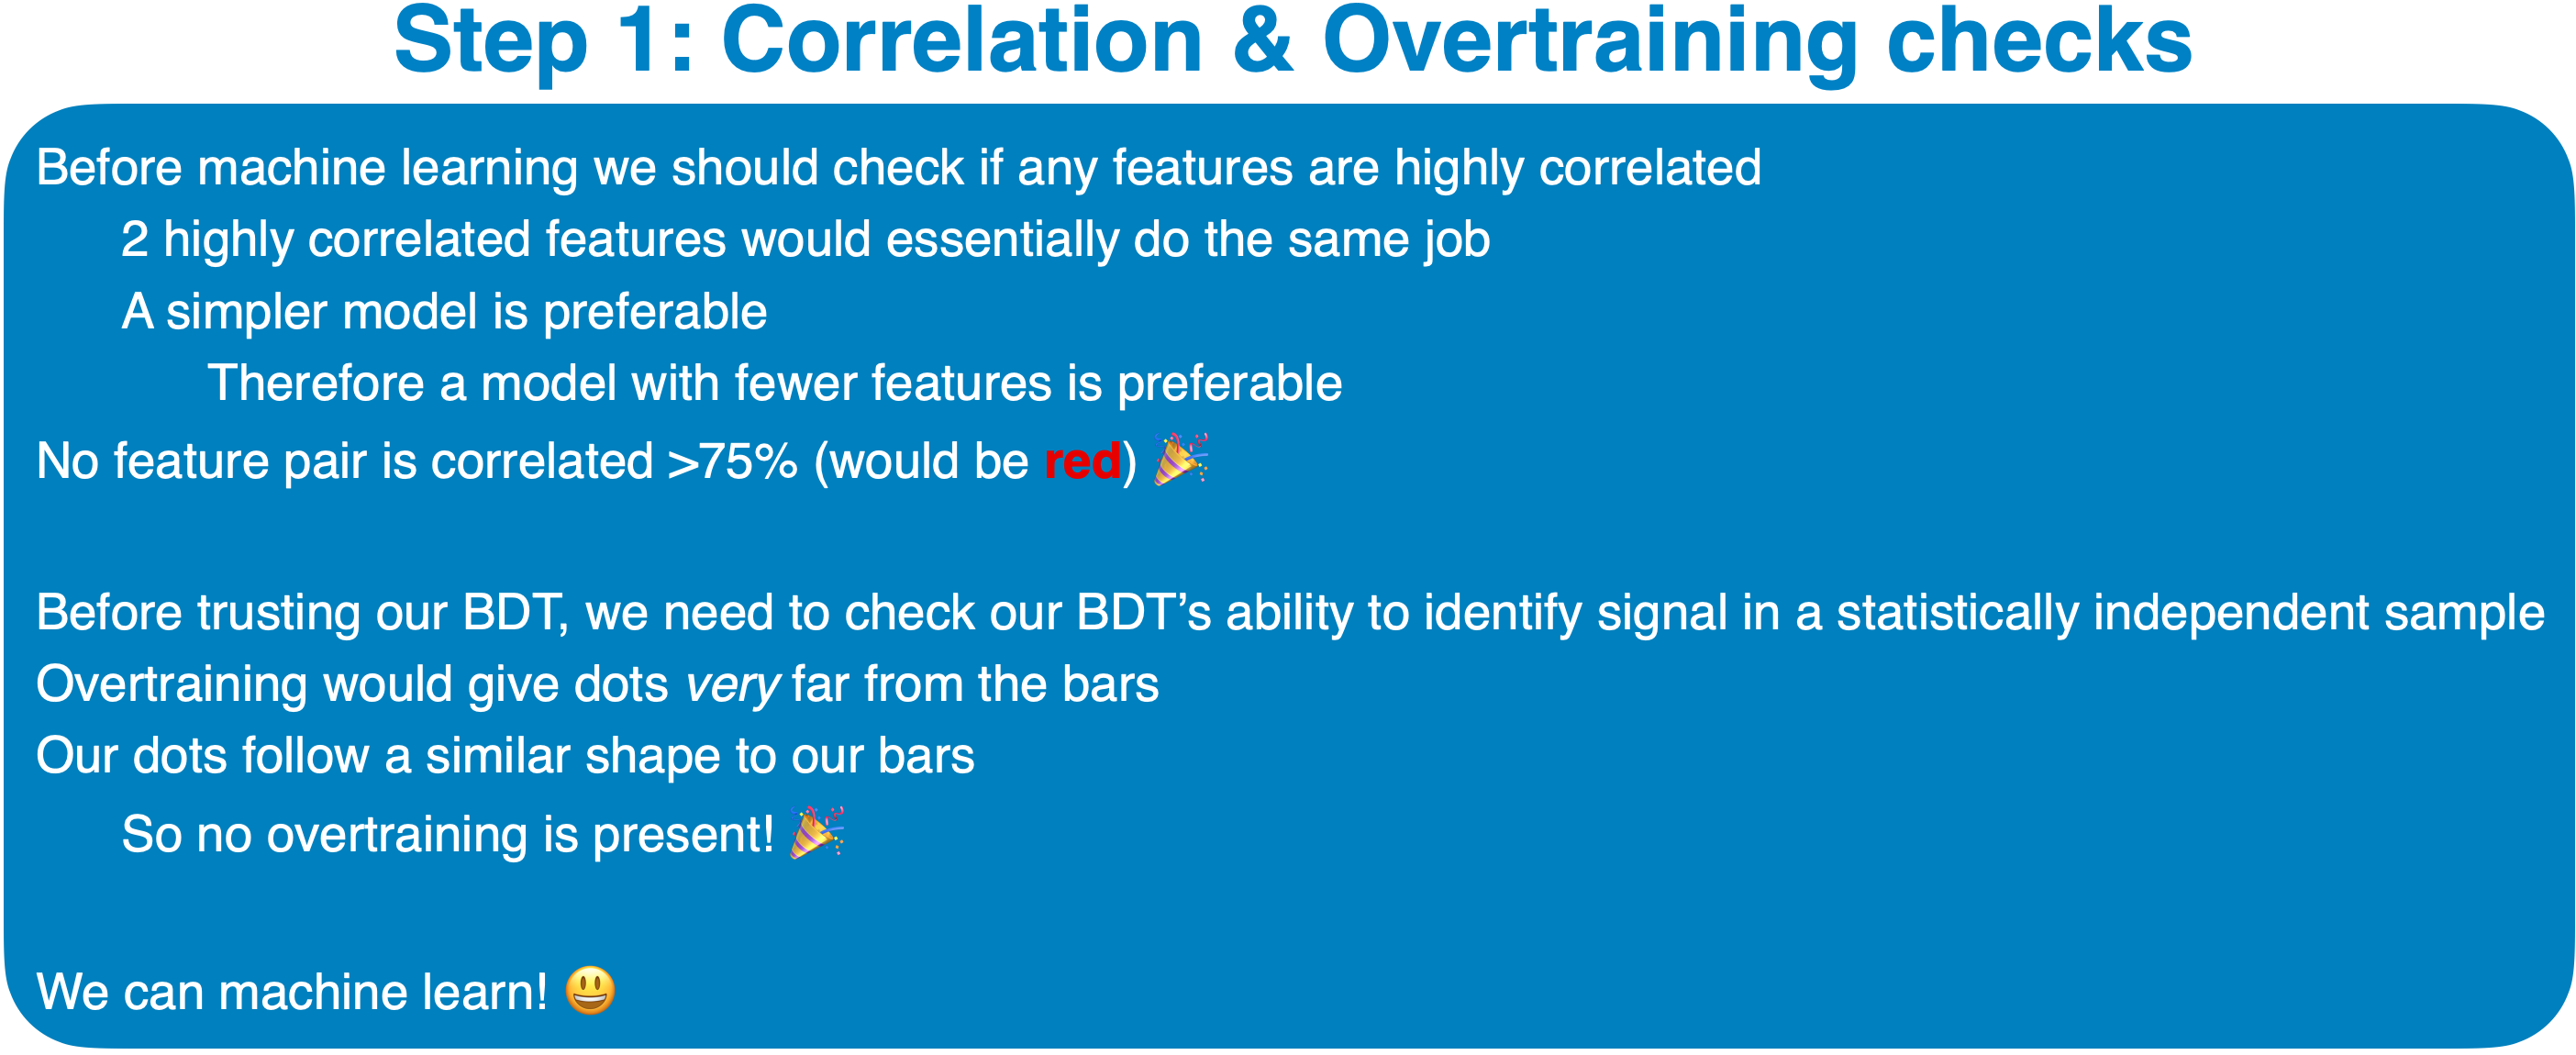 Step 1: Correlation & Overtraining checks
Before machine learning we should check if any features are highly correlated
2 highly correlated features would essentially do the same job
A simpler model is preferable
Therefore a model with fewer features is preferable
No feature pair is correlated >75% (would be red) 🎉
Before trusting our BDT, we need to check our BDT’s ability to identify signal in a statistically independent sample
Overtraining would give dots very far from the bars
Our dots follow a similar shape to our bars
So no overtraining is present! 🎉
We can machine learn! 😃